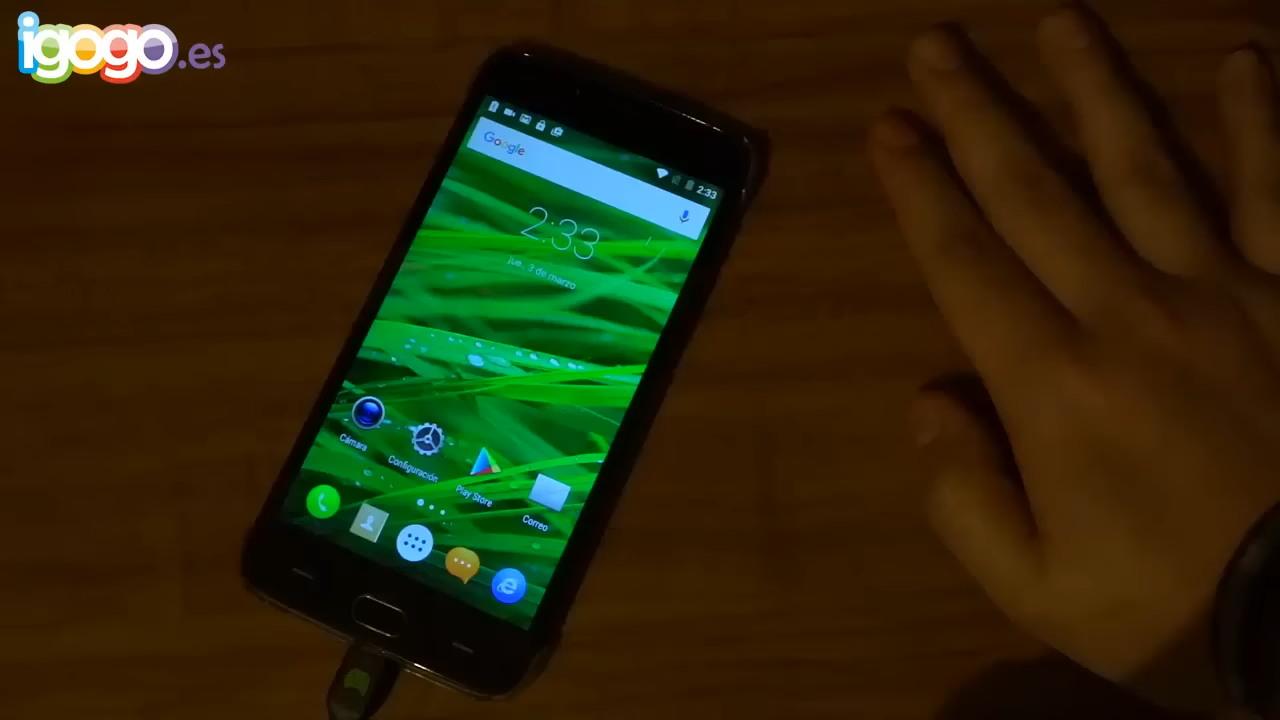 igogo.es
Google
2:33
2:33
jue., 3 de marzo
Cámara
Configuración
Play Store
Correo